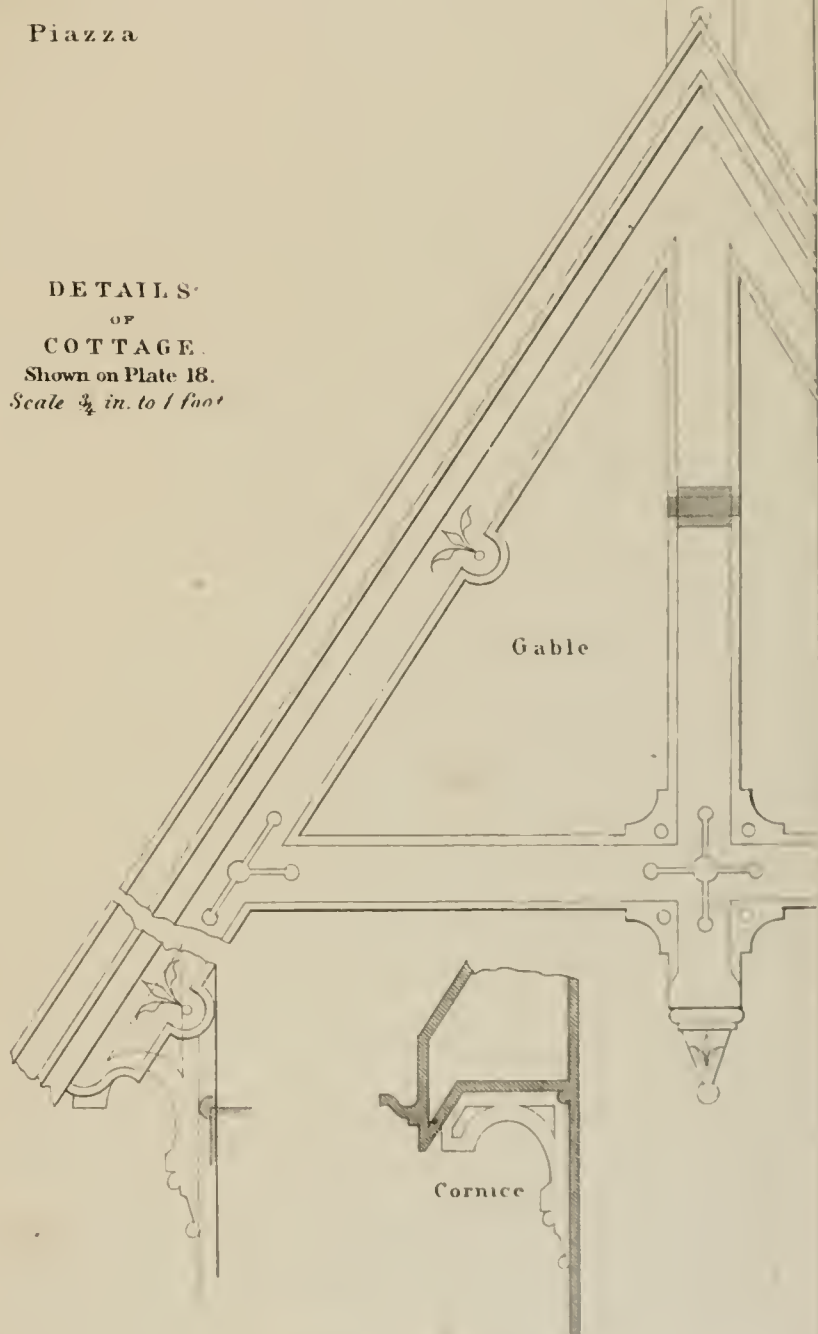 Piazza
DETAILS
OF
COTTAGE.
Shown on Plate 18.
Scale ¾ in. to 1 foot
Gable
Cornice